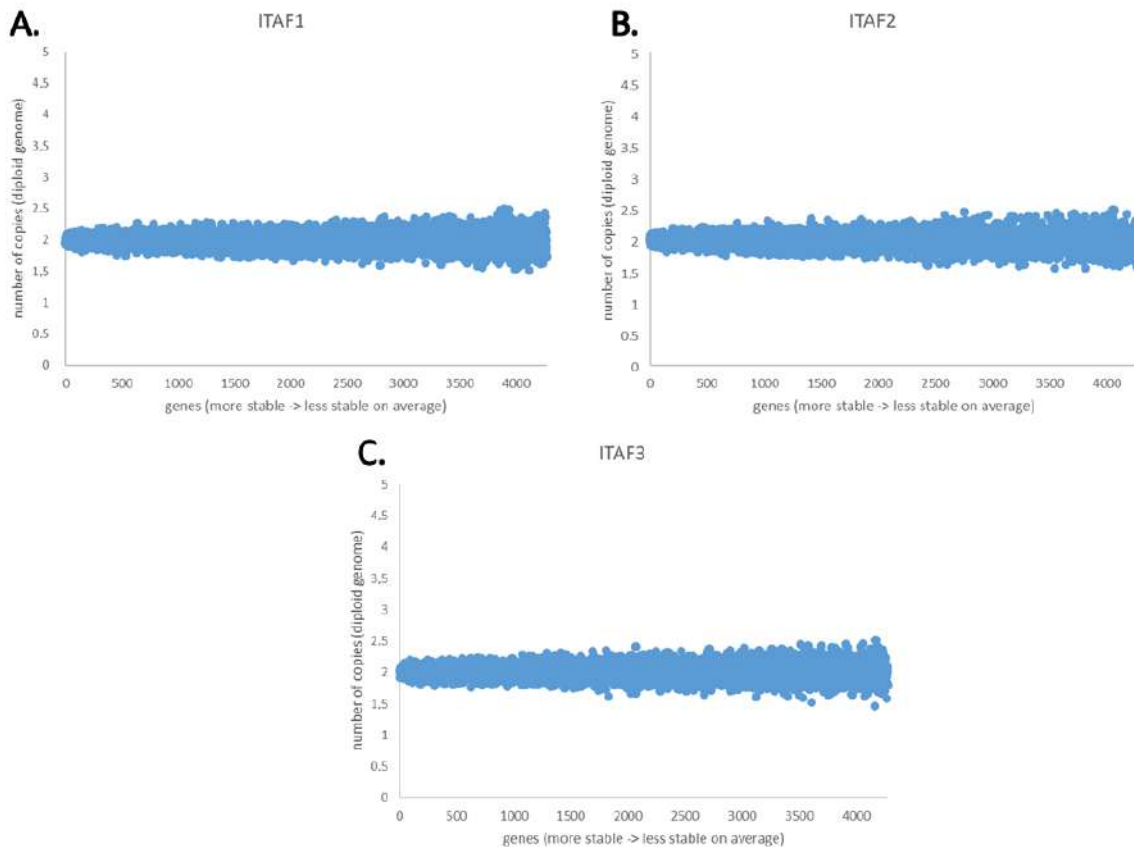 A.
ITAF1
number of copies (diploid genome)
5
4.5
4
3.5
3
2.5
2
1.5
1
0.5
0
0 500 1000 1500 2000 2500 3000 3500 4000
genes (more stable -> less stable on average)
B.
ITAF2
number of copies (diploid genome)
5
4.5
4
3.5
3
2.5
2
1.5
1
0.5
0
0 500 1000 1500 2000 2500 3000 3500 4000
genes (more stable -> less stable on average)
C.
ITAF3
number of copies (diploid genome)
5
4.5
4
3.5
3
2.5
2
1.5
1
0.5
0
0 500 1000 1500 2000 2500 3000 3500 4000
genes (more stable -> less stable on average)